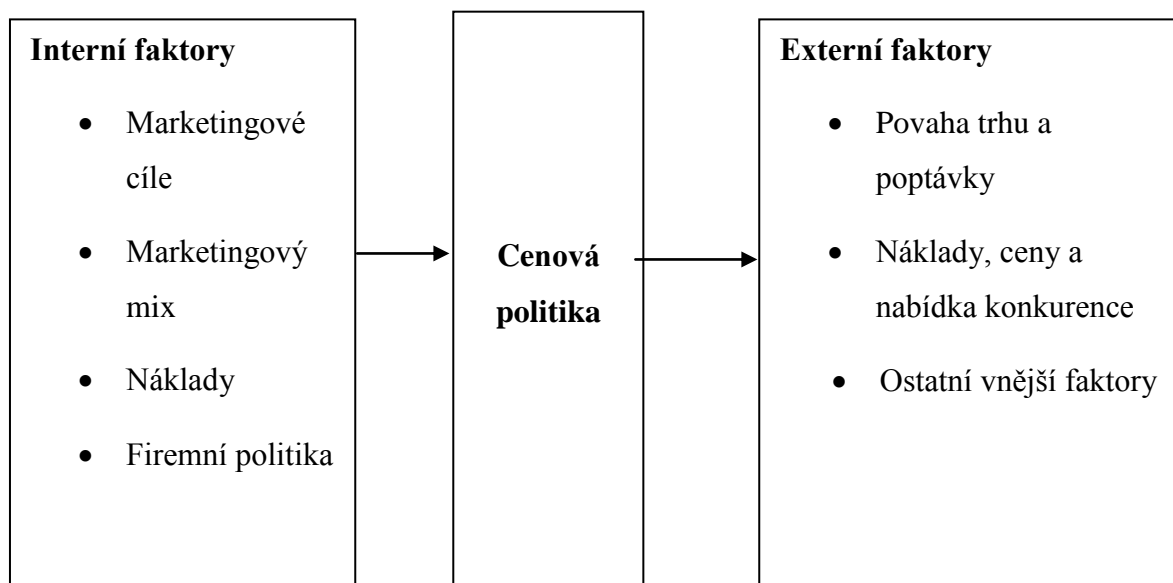 Interní faktory
• Marketingové
cíle
• Marketingový
mix
• Náklady
• Firemní politika
Cenová
politika
Externí faktory
• Povaha trhu a
poptávky
• Náklady, ceny a
nabídka konkurence
• Ostatní vnější faktory